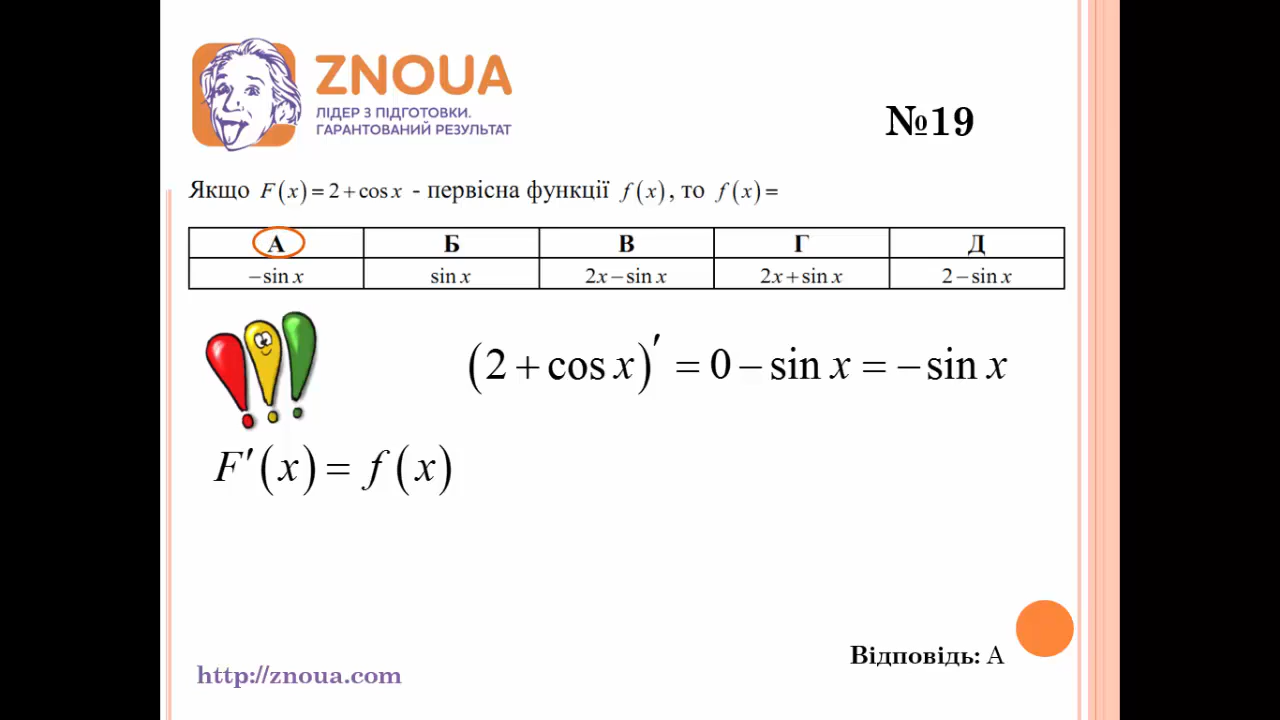 ZNOUA
ЛІДЕР З ПІДГОТОВКИ.
ГАРАНТОВАНИЙ РЕЗУЛЬТАТ
№19
Якщо F(x) = 2 + cos x - первісна функції f(x), то f(x) =
А Б В Г Д
−sin x sin x 2x − sin x 2x + sin x 2 − sin x
(2 + cos x)′ = 0 − sin x = − sin x
F′(x) = f(x)
Відповідь: А
http://znoua.com